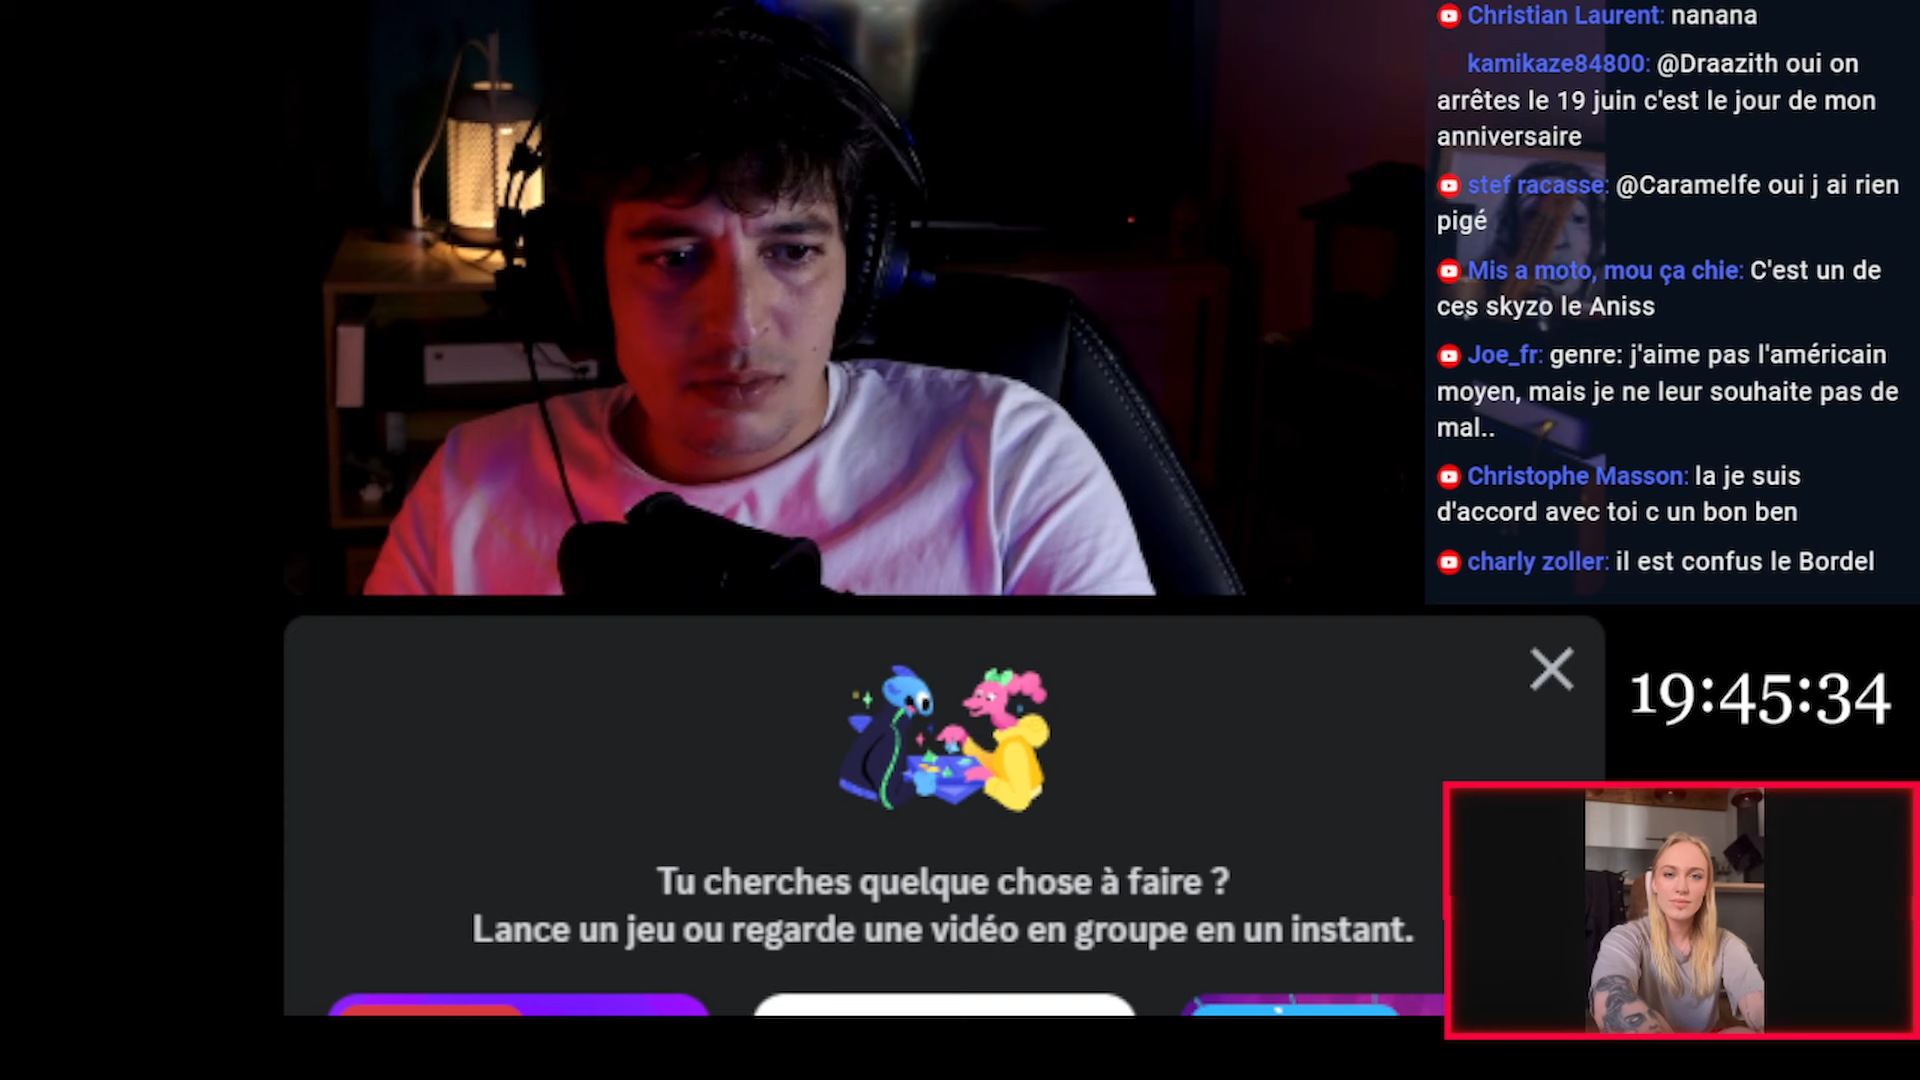 Christian Laurent: nanana
kamikaze84800: @Draazith oui on
arrêtes le 19 juin c'est le jour de mon
anniversaire
stef racasse: @Caramelfe oui j ai rien
pigé
Mis a moto, mou ça chie: C'est un de
ces skyzo le Aniss
Joe_fr: genre: j'aime pas l'américain
moyen, mais je ne leur souhaite pas de
mal..
Christophe Masson: la je suis
d'accord avec toi c un bon ben
charly zoller: il est confus le Bordel
19:45:34
Tu cherches quelque chose à faire ?
Lance un jeu ou regarde une vidéo en groupe en un instant.